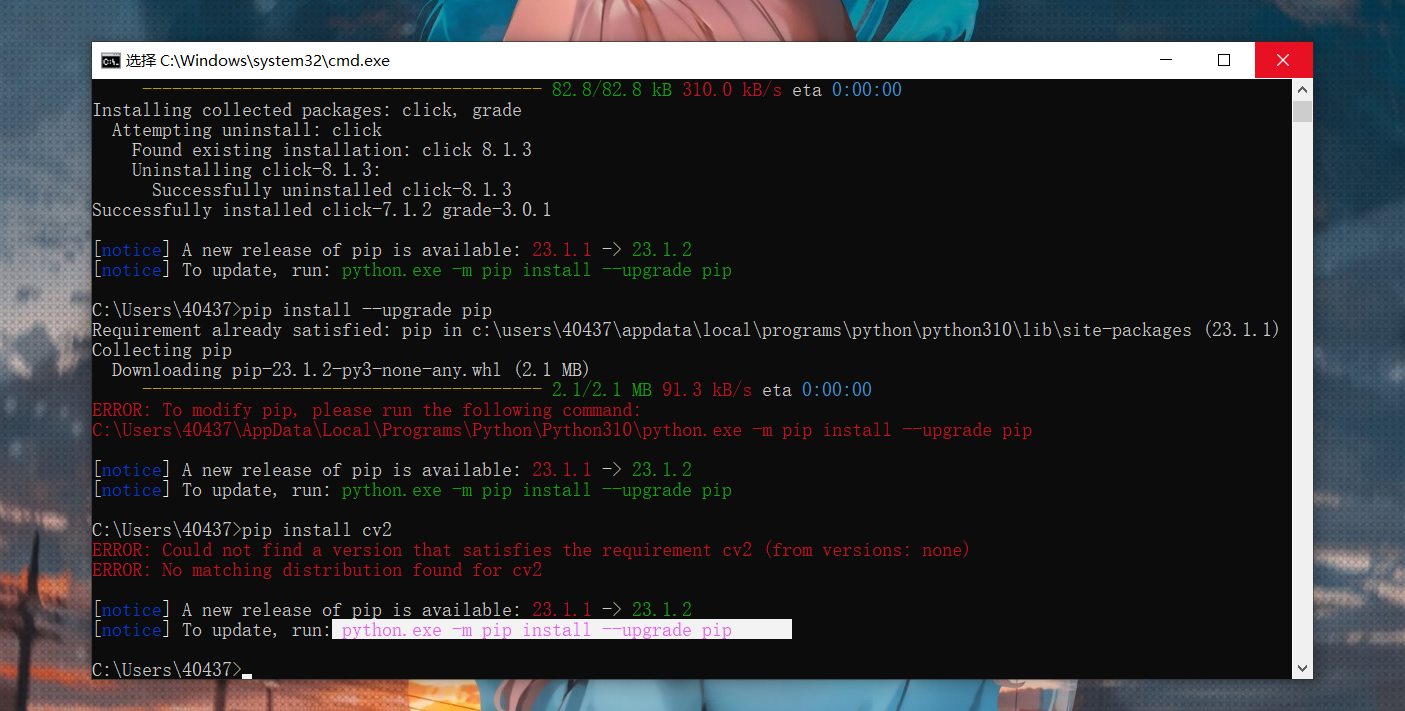 选择 C:\Windows\system32\cmd.exe
---------------------------------------- 82.8/82.8 kB 310.0 kB/s eta 0:00:00
Installing collected packages: click, grade
Attempting uninstall: click
Found existing installation: click 8.1.3
Uninstalling click-8.1.3:
Successfully uninstalled click-8.1.3
Successfully installed click-7.1.2 grade-3.0.1
[notice] A new release of pip is available: 23.1.1 -> 23.1.2
[notice] To update, run: python.exe -m pip install --upgrade pip
C:\Users\40437>pip install --upgrade pip
Requirement already satisfied: pip in c:\users\40437\appdata\local\programs\python\python310\lib\site-packages (23.1.1)
Collecting pip
Downloading pip-23.1.2-py3-none-any.whl (2.1 MB)
---------------------------------------- 2.1/2.1 MB 91.3 kB/s eta 0:00:00
ERROR: To modify pip, please run the following command:
C:\Users\40437\AppData\Local\Programs\Python\Python310\python.exe -m pip install --upgrade pip
[notice] A new release of pip is available: 23.1.1 -> 23.1.2
[notice] To update, run: python.exe -m pip install --upgrade pip
C:\Users\40437>pip install cv2
ERROR: Could not find a version that satisfies the requirement cv2 (from versions: none)
ERROR: No matching distribution found for cv2
[notice] A new release of pip is available: 23.1.1 -> 23.1.2
[notice] To update, run: python.exe -m pip install --upgrade pip
C:\Users\40437>